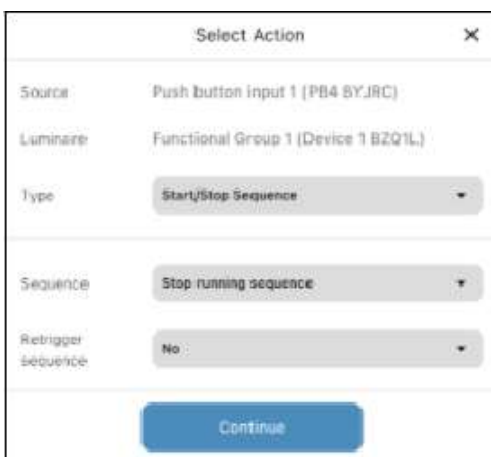 Select Action ×
Source Push button input 1 (PB4 BYJRC)
Luminaire Functional Group 1 (Device 1 BZQ1L)
Type Start/Stop Sequence
Sequence Stop running sequence
Retrigger
sequence No
Continue